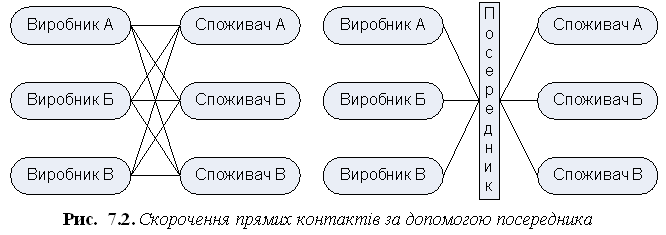 Виробник А
Споживач А
Виробник Б
Споживач Б
Виробник В
Споживач В
Виробник А
Виробник Б
Виробник В
Посередник
Споживач А
Споживач Б
Споживач В
Рис. 7.2. Скорочення прямих контактів за допомогою посередника